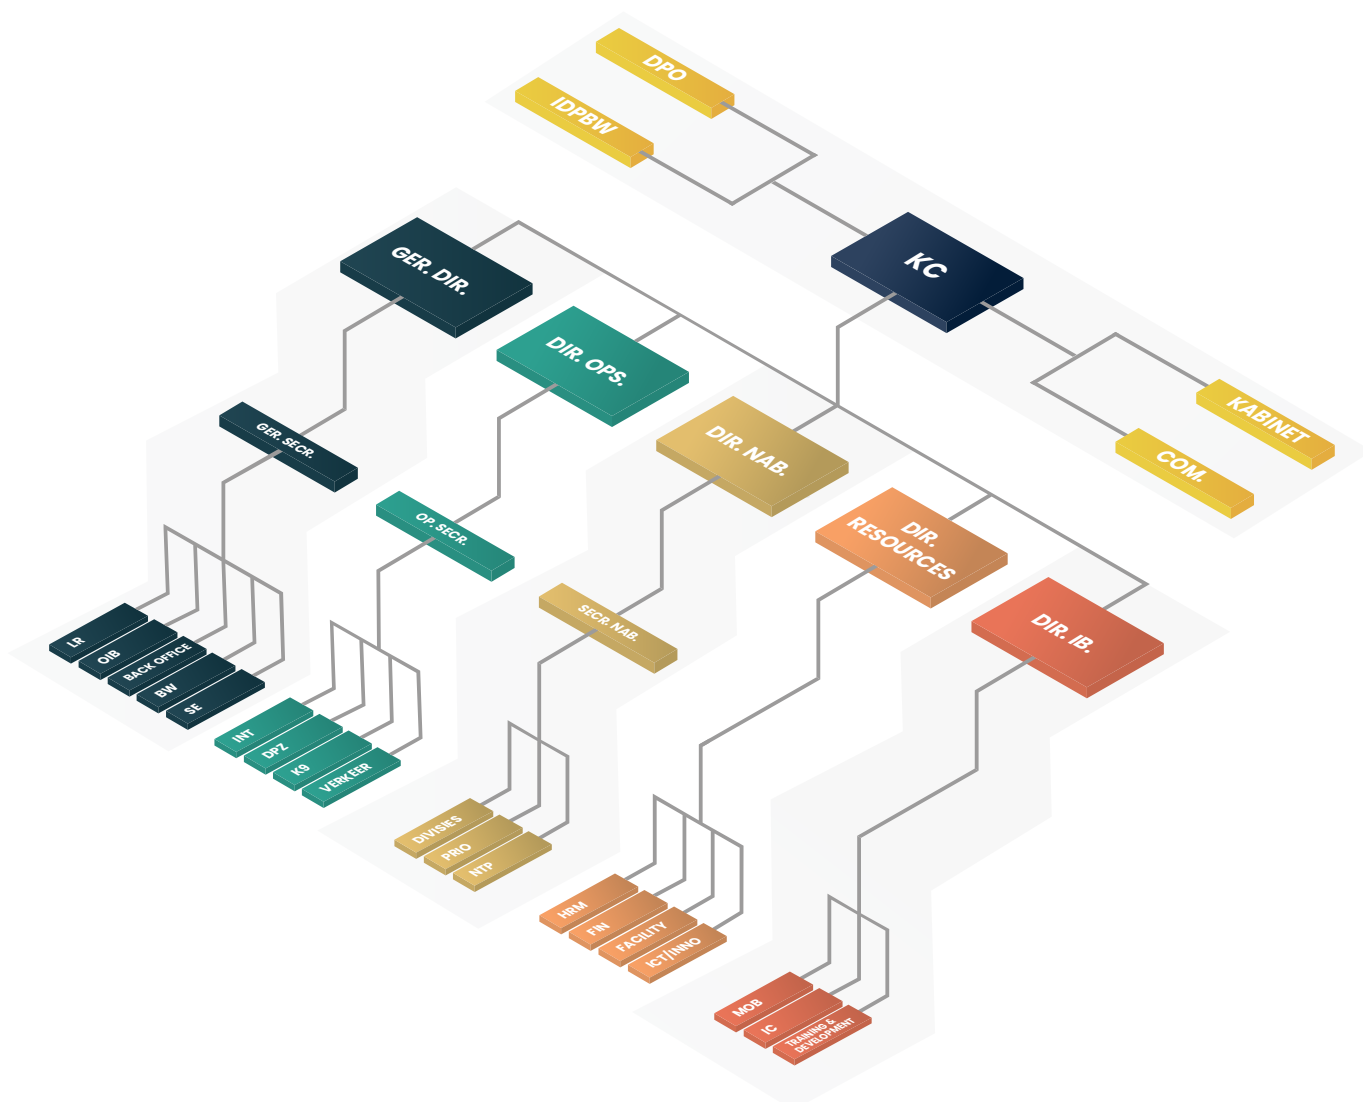 DPO
IDPBW
KC
KABINET
COM.
GER. DIR.
GER. SECR.
LR
OIB
BACK OFFICE
BW
SE
DIR. OPS.
OP. SECR.
INT
DPZ
K9
VERKEER
DIR. NAB.
SECR. NAB.
DIVISIES
PRIO
NTP
DIR.
RESOURCES
HRM
FIN
FACILITY
ICT/INNO
DIR. IB.
MOB
IC
TRAINING &
DEVELOPMENT